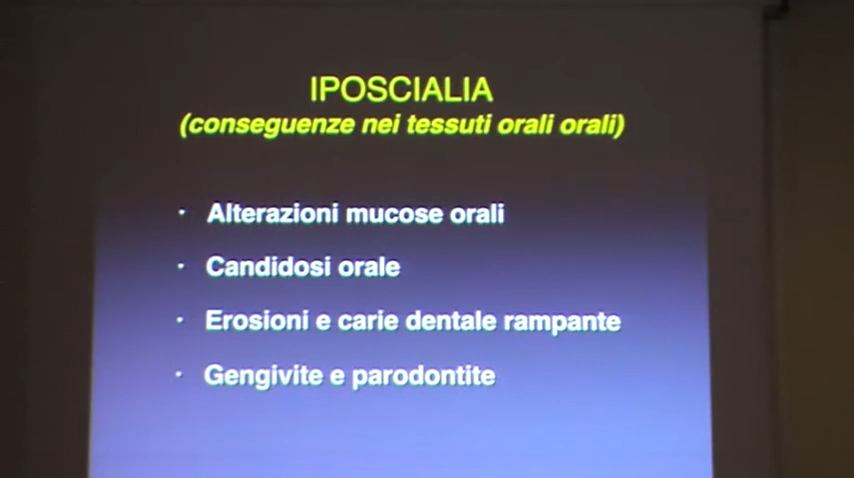 IPOSCIALIA
(conseguenze nei tessuti orali orali)
· Alterazioni mucose orali
· Candidosi orale
· Erosioni e carie dentale rampante
· Gengivite e parodontite